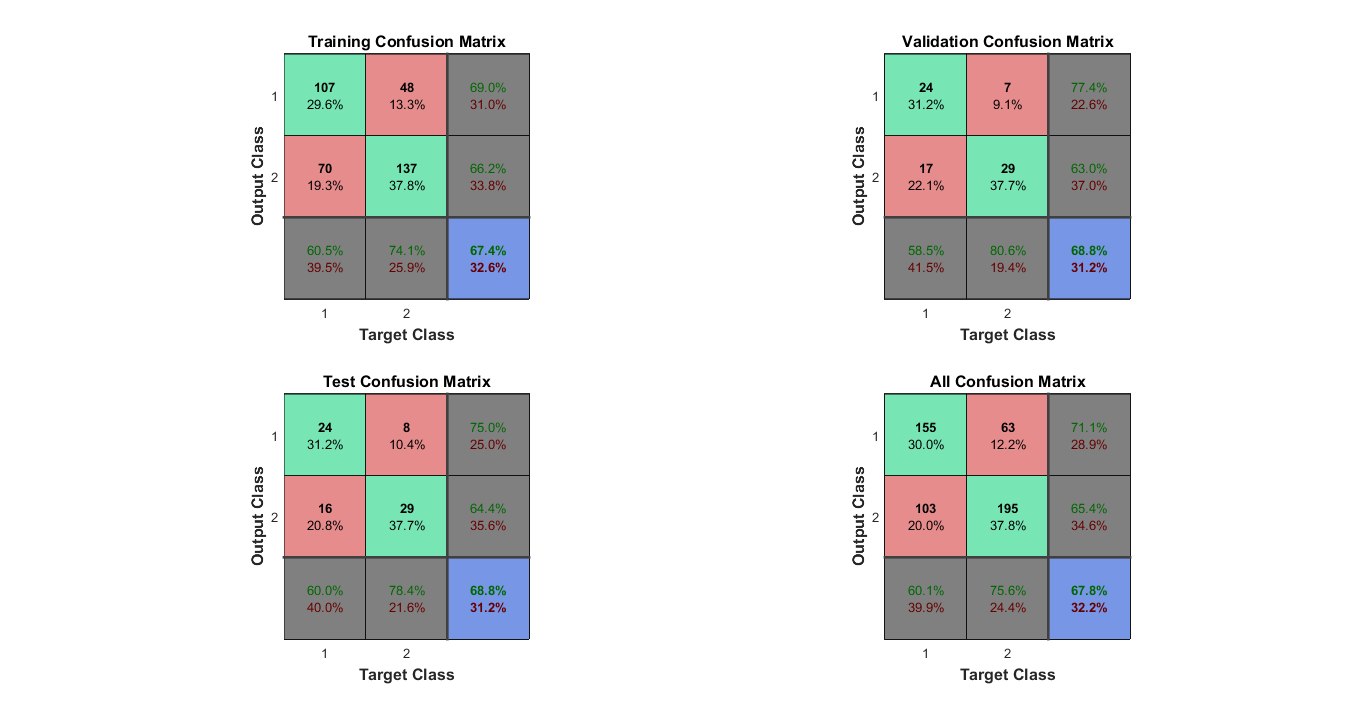 Training Confusion Matrix
107 48 69.0%
29.6% 13.3% 31.0%
1
70 137 66.2%
19.3% 37.8% 33.8%
2
60.5% 74.1% 67.4%
39.5% 25.9% 32.6%
1 2
Target Class
Output Class
Validation Confusion Matrix
24 7 77.4%
31.2% 9.1% 22.6%
1
17 29 63.0%
22.1% 37.7% 37.0%
2
58.5% 80.6% 68.8%
41.5% 19.4% 31.2%
1 2
Target Class
Output Class
Test Confusion Matrix
24 8 75.0%
31.2% 10.4% 25.0%
1
16 29 64.4%
20.8% 37.7% 35.6%
2
60.0% 78.4% 68.8%
40.0% 21.6% 31.2%
1 2
Target Class
Output Class
All Confusion Matrix
155 63 71.1%
30.0% 12.2% 28.9%
1
103 195 65.4%
20.0% 37.8% 34.6%
2
60.1% 75.6% 67.8%
39.9% 24.4% 32.2%
1 2
Target Class
Output Class